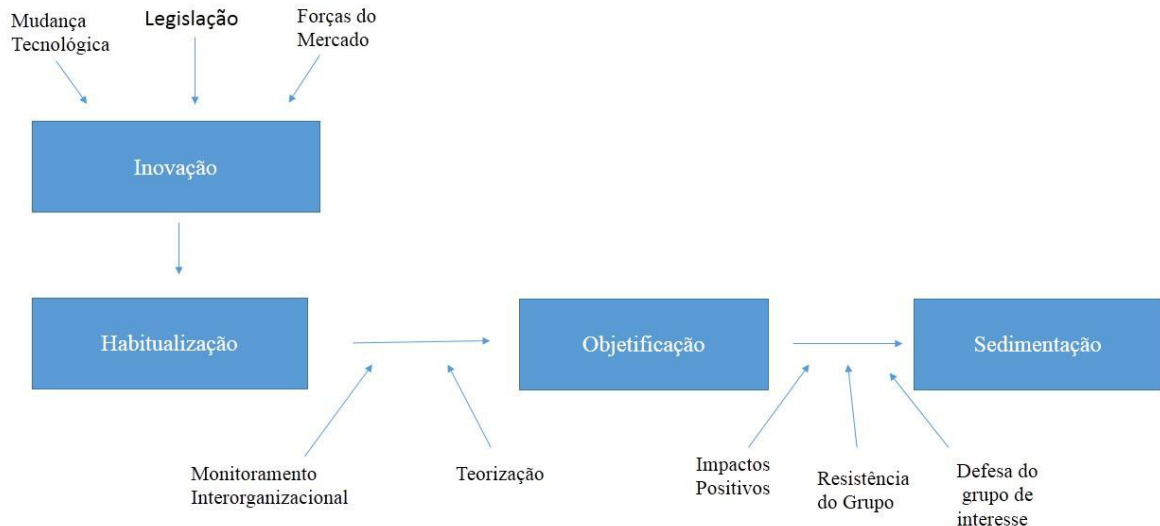 Mudança
Tecnológica
Legislação
Forças do
Mercado
Inovação
Habitualização
Objetificação
Sedimentação
Monitoramento
Interorganizacional
Teorização
Impactos
Positivos
Resistência
do Grupo
Defesa do
grupo de
interesse